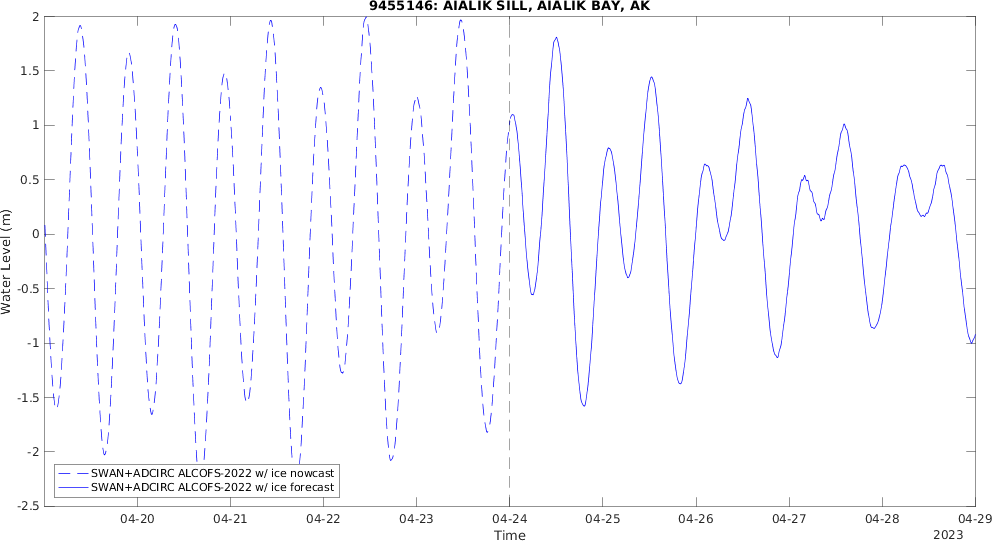 9455146: AIALIK SILL, AIALIK BAY, AK
Water Level (m)
2
1.5
1
0.5
0
-0.5
-1
-1.5
-2
-2.5
SWAN+ADCIRC ALCOFS-2022 w/ ice nowcast
SWAN+ADCIRC ALCOFS-2022 w/ ice forecast
04-20 04-21 04-22 04-23 04-24 04-25 04-26 04-27 04-28 04-29
Time
2023